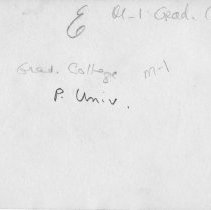 E M-1 Grad. C
Grad. College M-1
P. Univ.